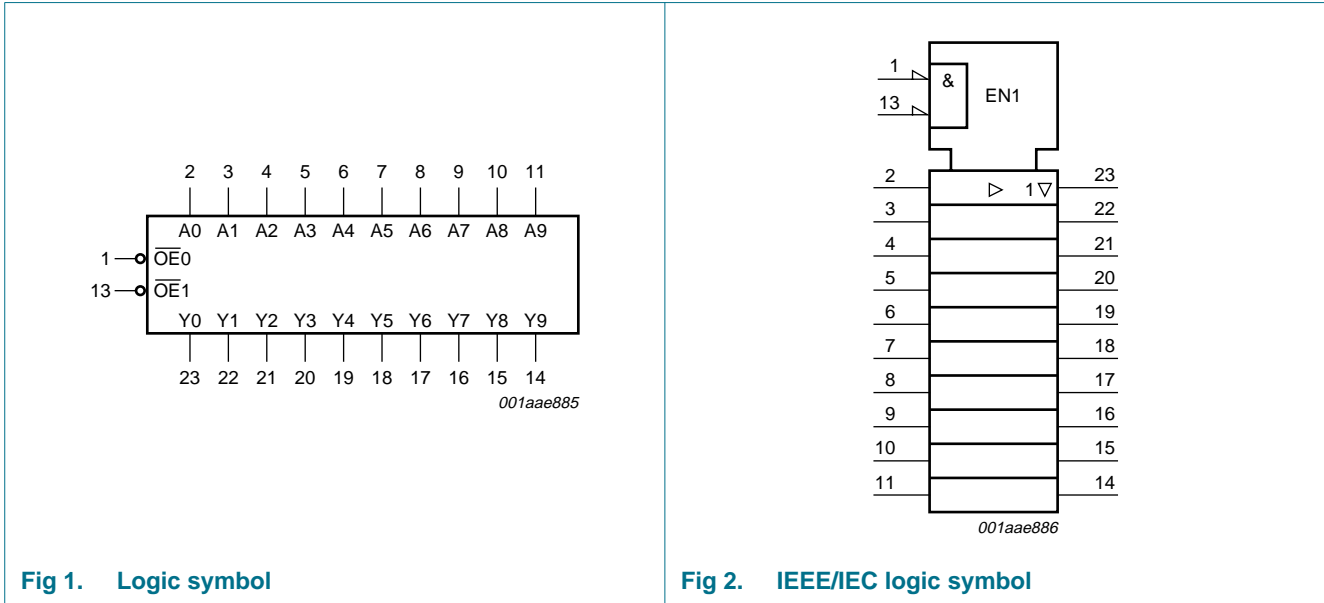 2 3 4 5 6 7 8 9 10 11
A0 A1 A2 A3 A4 A5 A6 A7 A8 A9
1 O̅E̅0
13 O̅E̅1
Y0 Y1 Y2 Y3 Y4 Y5 Y6 Y7 Y8 Y9
23 22 21 20 19 18 17 16 15 14
001aae885
Fig 1. Logic symbol
1 &
EN1
13
2 1 23
3 22
4 21
5 20
6 19
7 18
8 17
9 16
10 15
11 14
001aae886
Fig 2. IEEE/IEC logic symbol